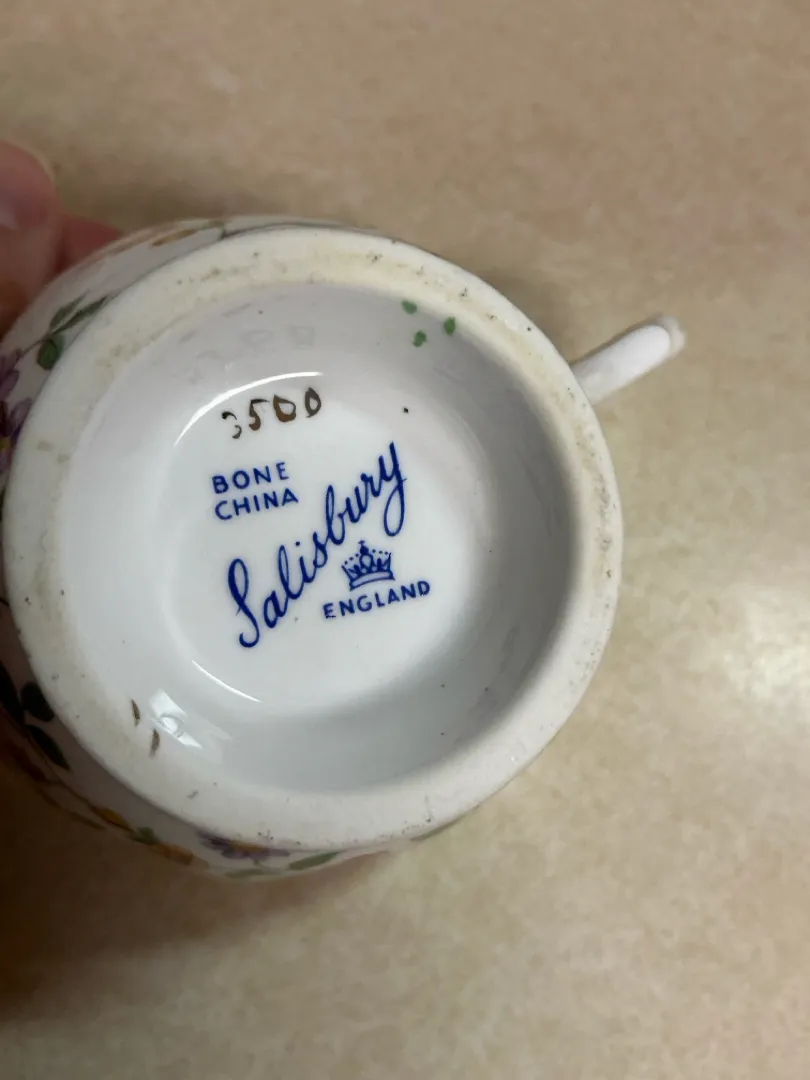 3500
BONE
CHINA
Salisbury
ENGLAND